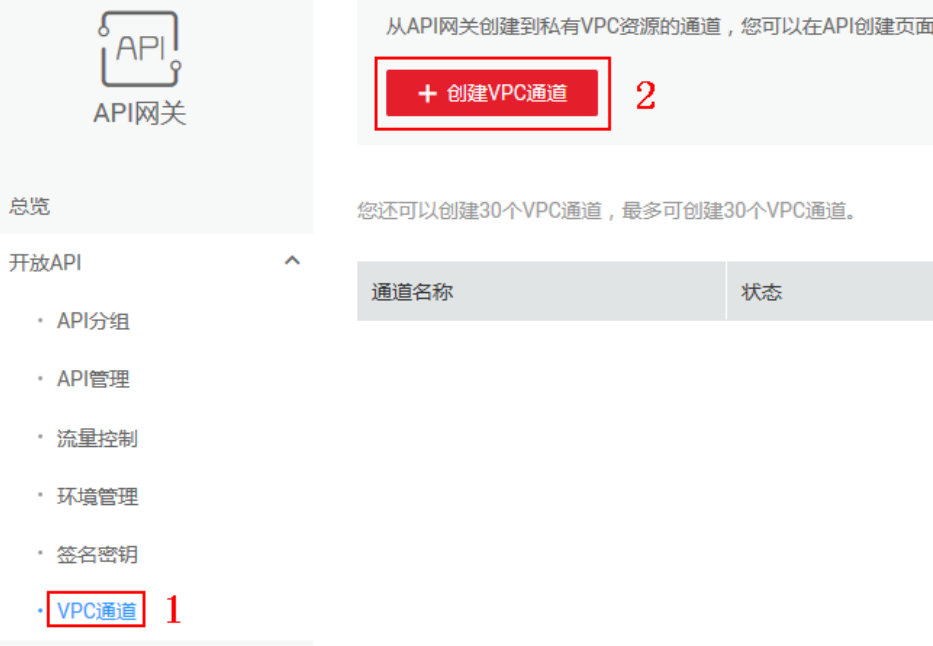 API
API网关
总览
开放API
· API分组
· API管理
· 流量控制
· 环境管理
· 签名密钥
· VPC通道
1
从API网关创建到私有VPC资源的通道，您可以在API创建页面
+ 创建VPC通道
2
您还可以创建30个VPC通道，最多可创建30个VPC通道。
通道名称 状态